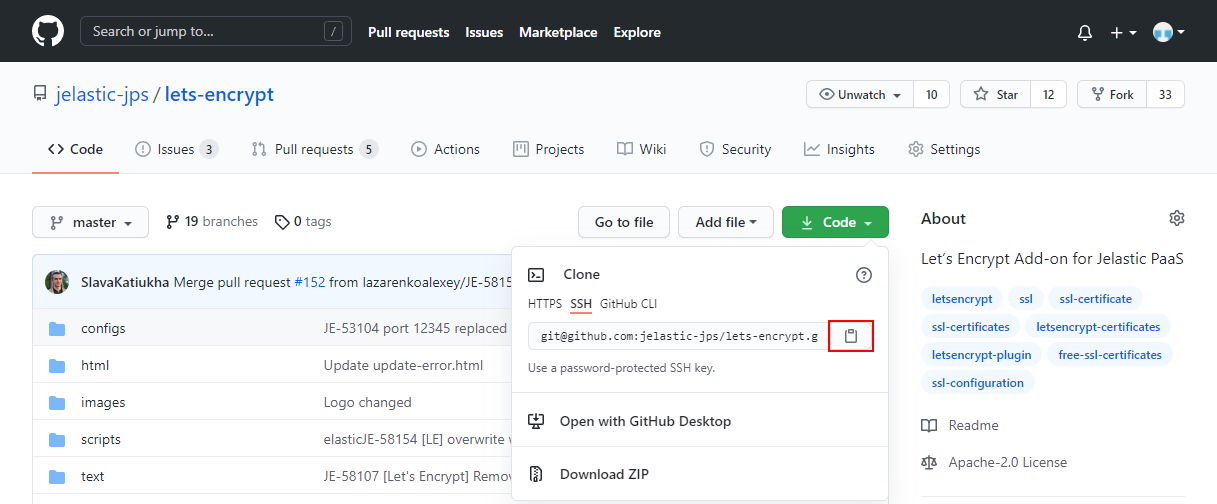 Search or jump to... / Pull requests Issues Marketplace Explore
jelastic-jps / lets-encrypt Unwatch 10 Star 12 Fork 33
Code Issues 3 Pull requests 5 Actions Projects Wiki Security Insights Settings
master 19 branches 0 tags Go to file Add file Code
SlavaKatiukha Merge pull request #152 from lazarenkoalexey/JE-5815
configs JE-53104 port 12345 replaced
html Update update-error.html
images Logo changed
scripts elasticJE-58154 [LE] overwrite
text JE-58107 [Let's Encrypt] Remov
Clone
HTTPS SSH GitHub CLI
git@github.com:jelastic-jps/lets-encrypt.g
Use a password-protected SSH key.
Open with GitHub Desktop
Download ZIP
About
Let's Encrypt Add-on for Jelastic PaaS
letsencrypt ssl ssl-certificate
ssl-certificates letsencrypt-certificates
letsencrypt-plugin free-ssl-certificates
ssl-configuration
Readme
Apache-2.0 License